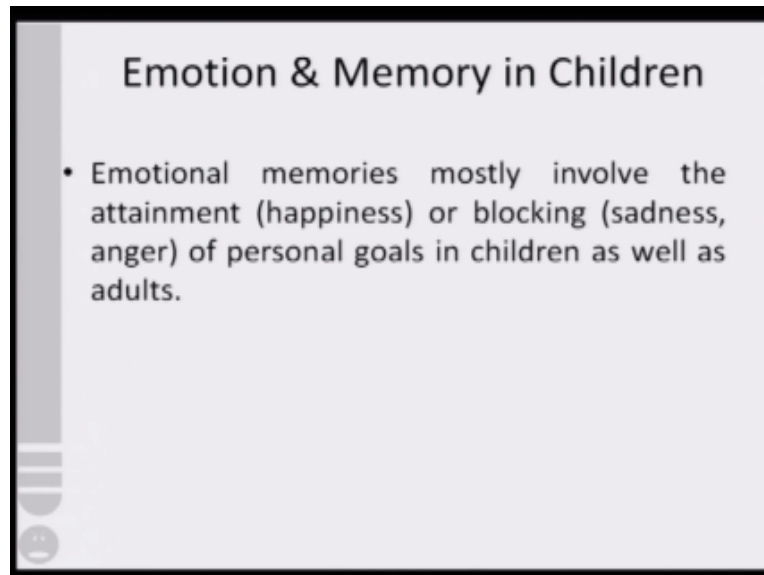 Emotion & Memory in Children
• Emotional memories mostly involve the
attainment (happiness) or blocking (sadness,
anger) of personal goals in children as well as
adults.